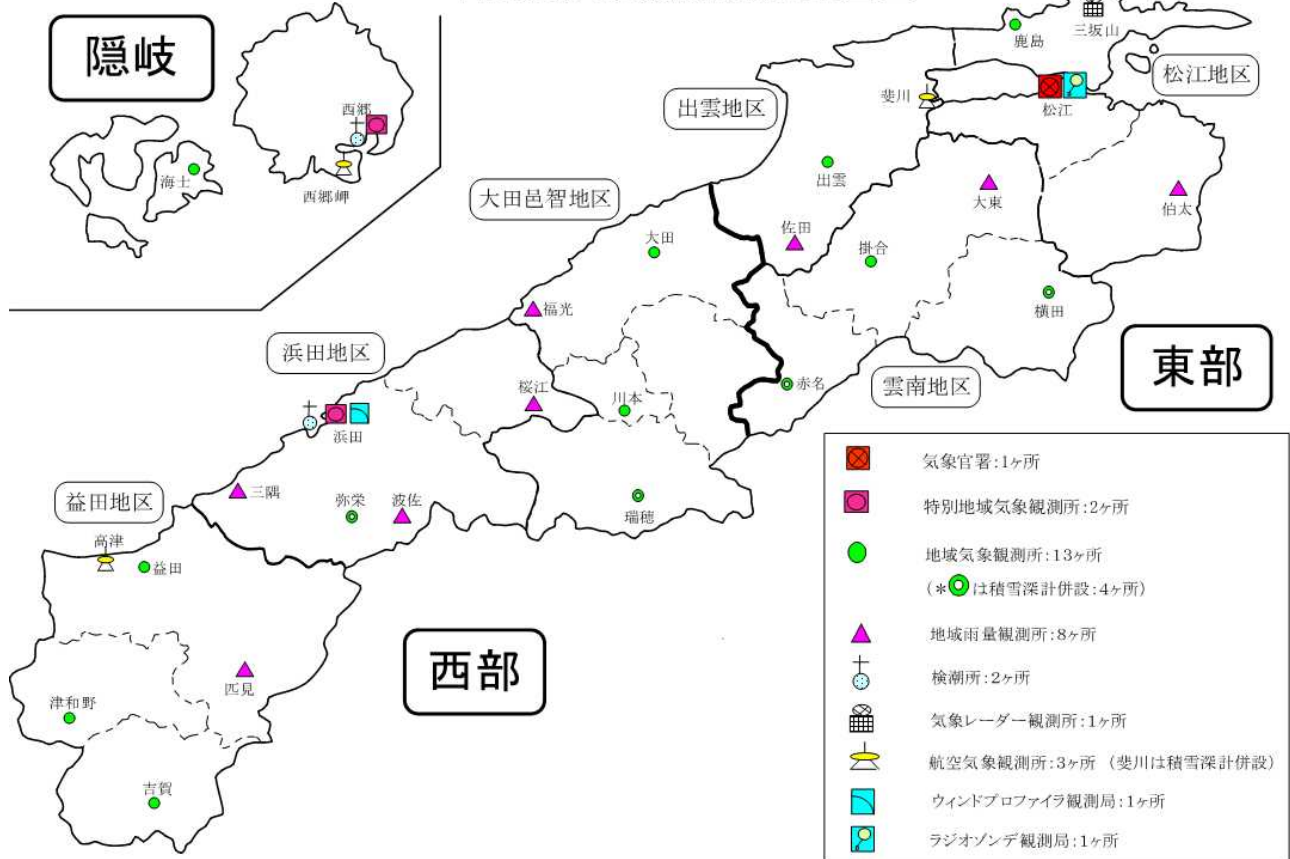 隠岐
西郷
海士
西郷岬
鹿島
三坂山
松江地区
出雲地区
斐川
松江
出雲
大東
伯太
佐田
掛合
横田
大田邑智地区
大田
福光
桜江
川本
赤名
雲南地区
東部
浜田地区
浜田
三隅
弥栄
波佐
瑞穂
益田地区
高津
益田
匹見
津和野
吉賀
西部
気象官署:1ヶ所
特別地域気象観測所:2ヶ所
地域気象観測所:13ヶ所
(*は積雪深計併設:4ヶ所)
地域雨量観測所:8ヶ所
検潮所:2ヶ所
気象レーダー観測所:1ヶ所
航空気象観測所:3ヶ所 (斐川は積雪深計併設)
ウィンドプロファイラ観測局:1ヶ所
ラジオゾンデ観測局:1ヶ所